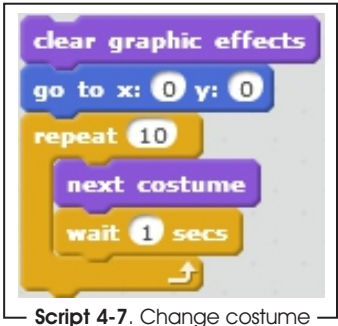 clear graphic effects
go to x: 0 y: 0
repeat 10
next costume
wait 1 secs
Script 4-7. Change costume